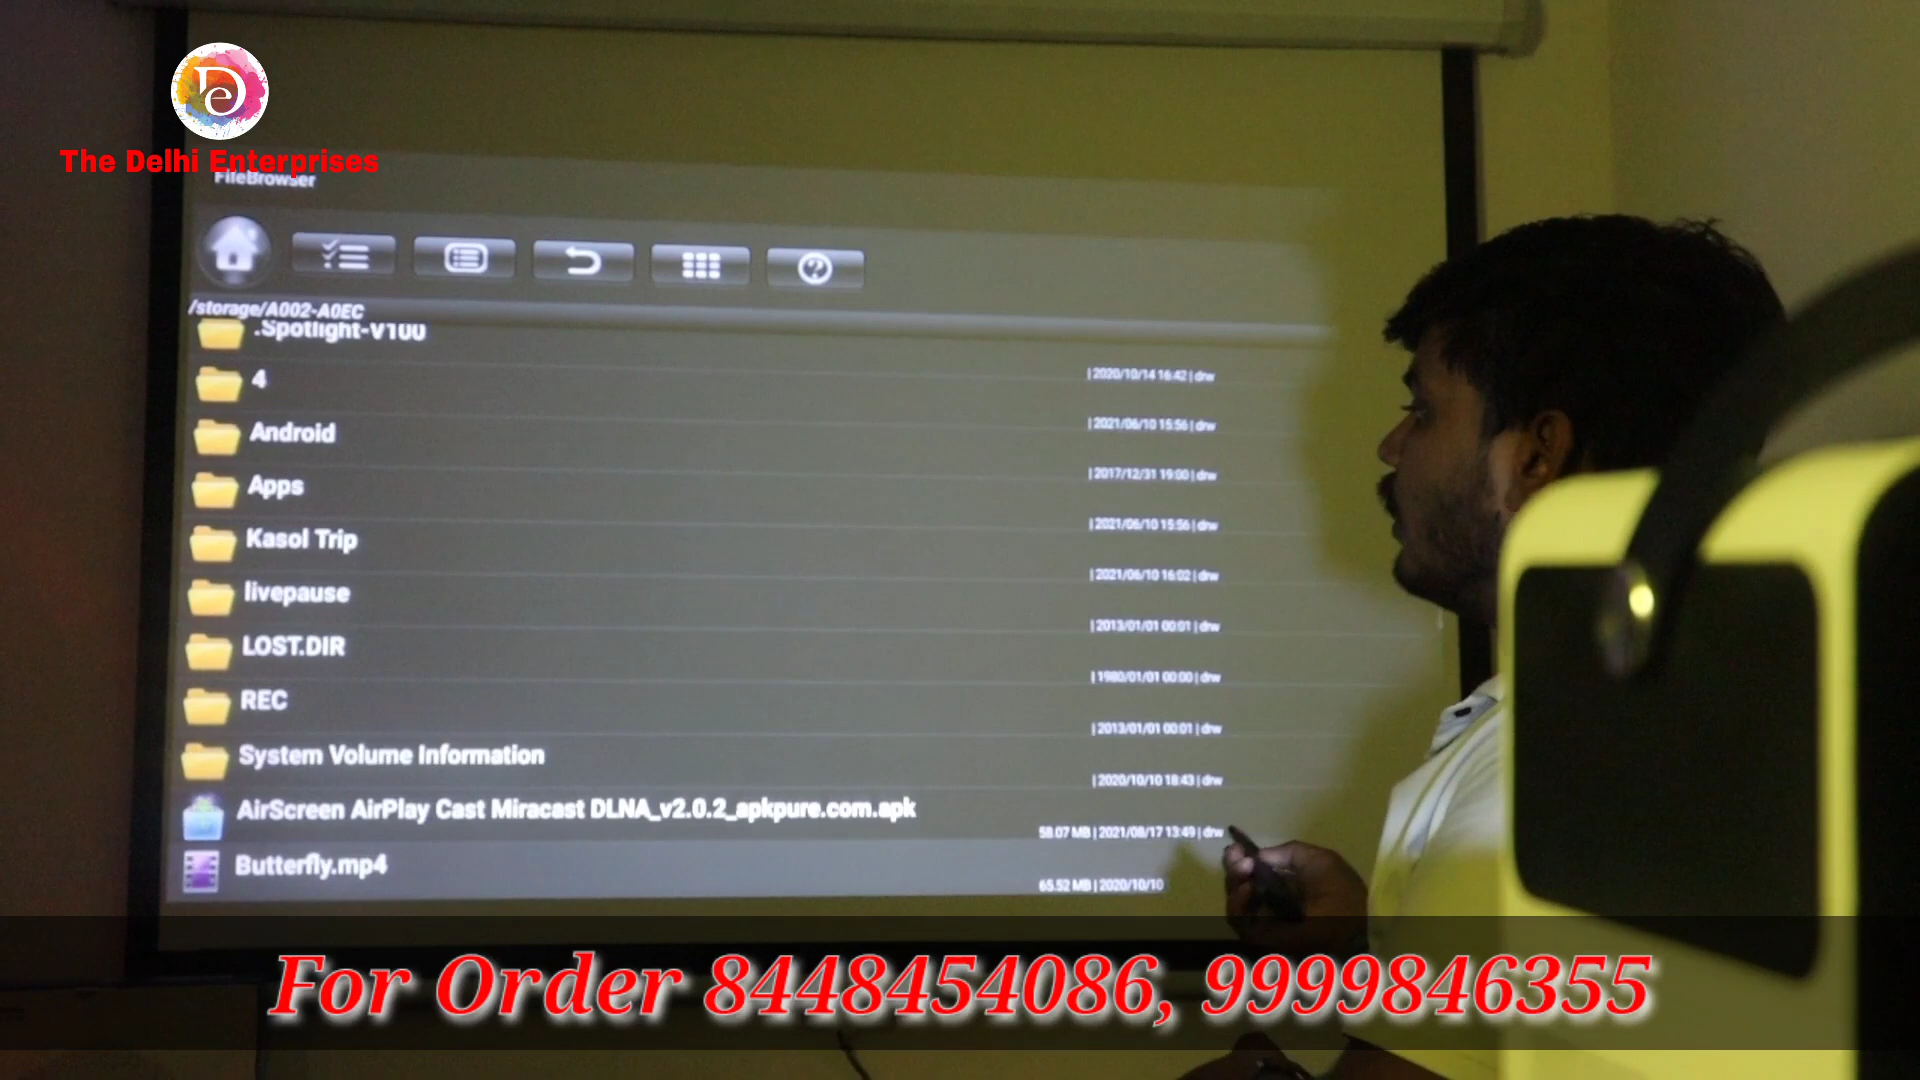 De
The Delhi Enterprises
FileBrowser
/storage/A002-A0EC
.Spotlight-V100
| 2020/10/14 16:42 | drw
4
| 2021/06/10 15:56 | drw
Android
| 2017/12/31 19:00 | drw
Apps
| 2021/06/10 15:56 | drw
Kasol Trip
| 2021/06/10 16:02 | drw
livepause
| 2013/01/01 00:01 | drw
LOST.DIR
| 1980/01/01 00:00 | drw
REC
| 2013/01/01 00:01 | drw
System Volume Information
| 2020/10/10 18:43 | drw
AirScreen AirPlay Cast Miracast DLNA_v2.0.2_apkpure.com.apk
58.07 MB | 2021/08/17 13:49 | drw
Butterfly.mp4
65.52 MB | 2020/10/10
For Order 8448454086, 9999846355